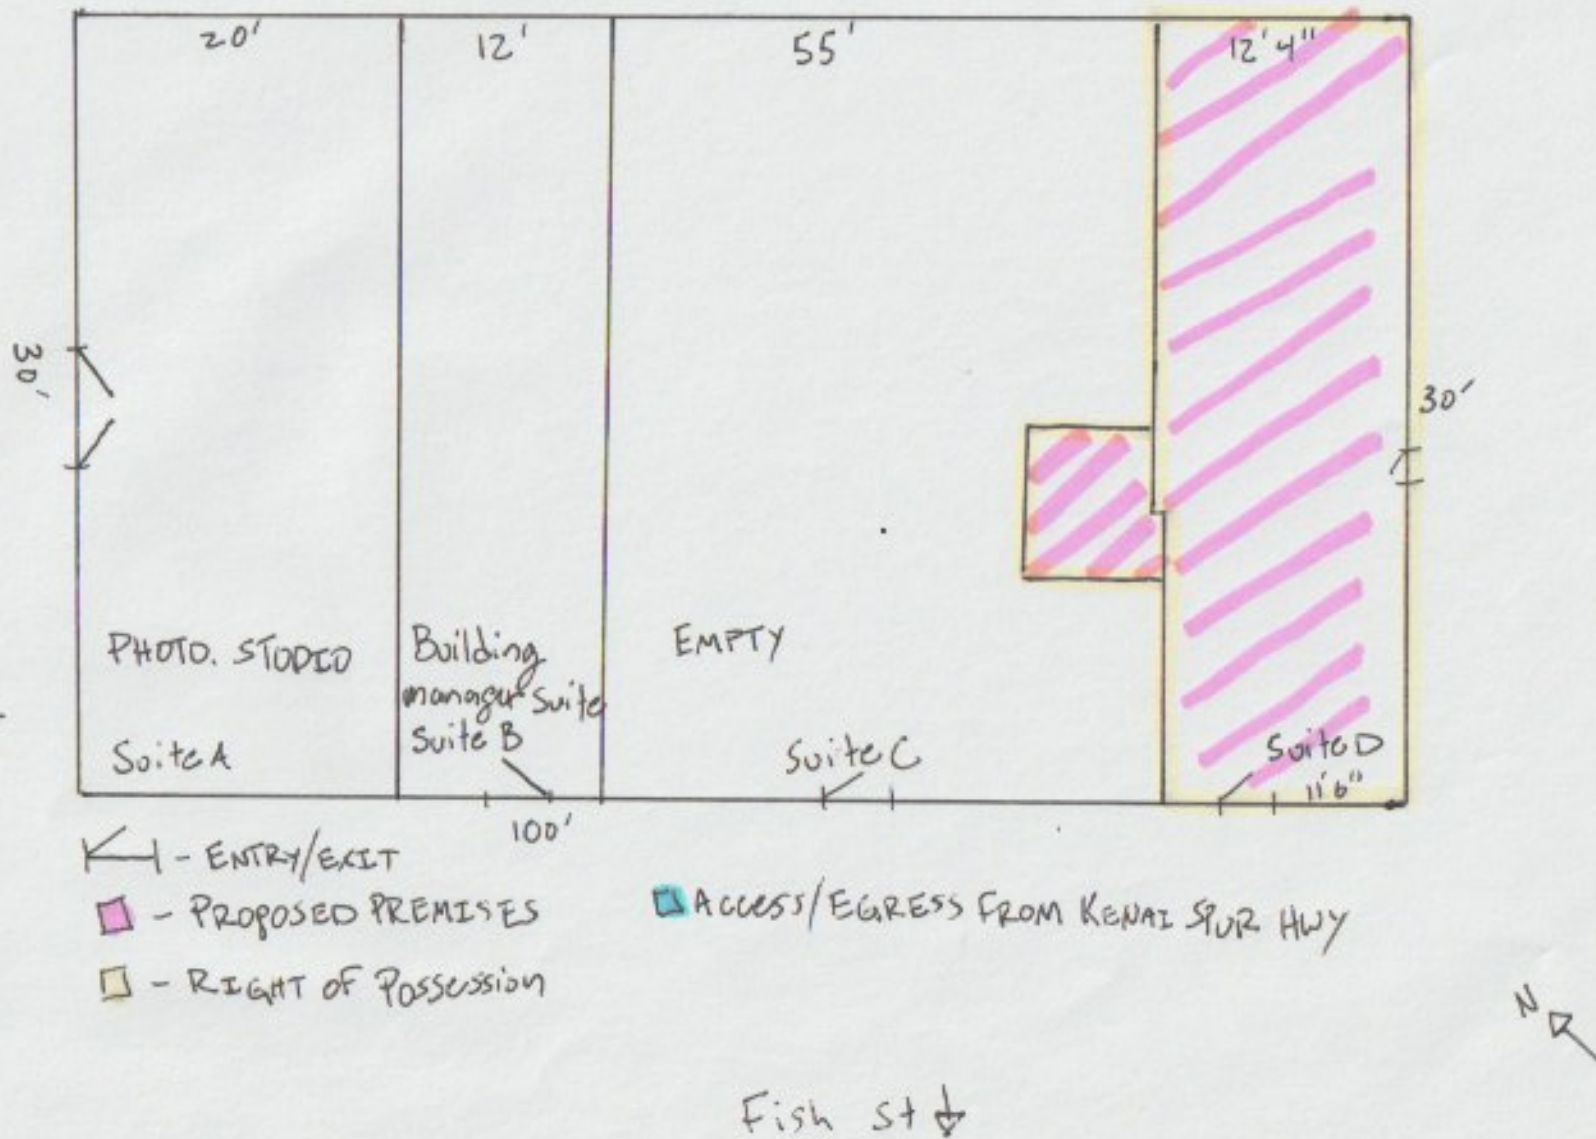 20'
12'
55'
12'4"
30'
30'
PHOTO. STUDIO
Suite A
Building
manager Suite
Suite B
EMPTY
Suite C
Suite D
11'6"
100'
- ENTRY/EXIT
- PROPOSED PREMISES
ACCESS/EGRESS FROM KENAI SPUR HWY
- RIGHT OF POSSESSION
N
Fish St